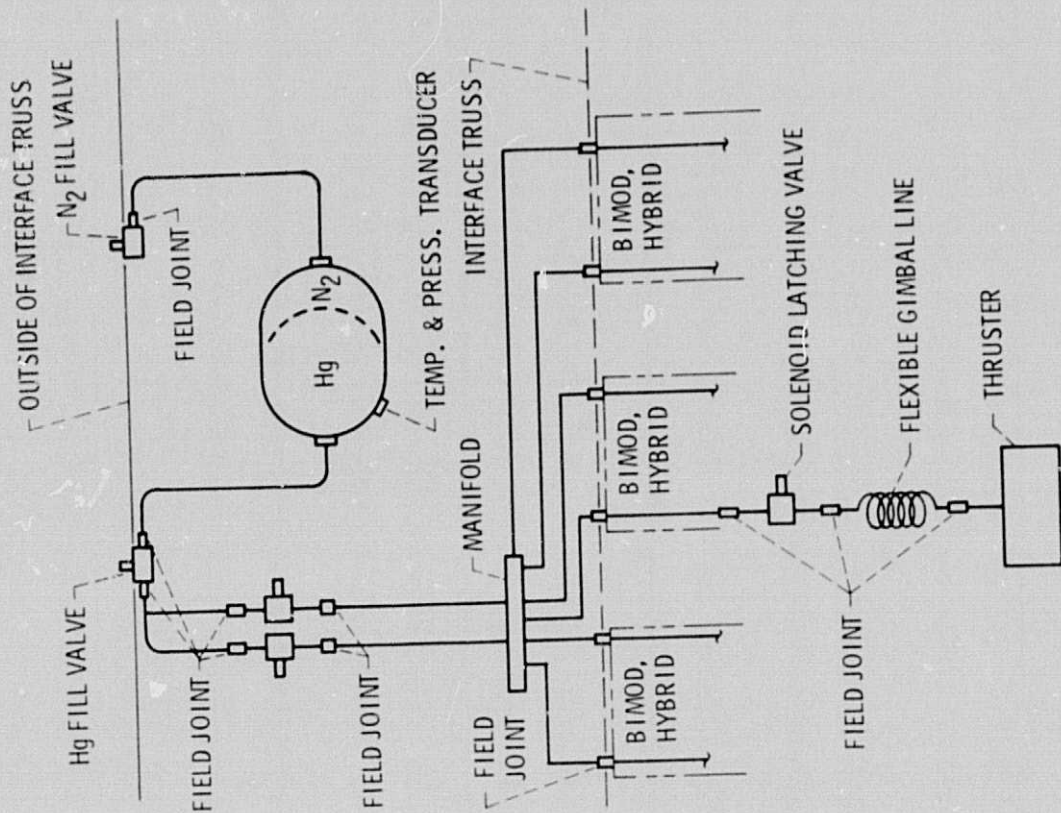 OUTSIDE OF INTERFACE TRUSS
N2 FILL VALVE
FIELD JOINT
Hg FILL VALVE
Hg
N2
TEMP. & PRESS. TRANSDUCER
FIELD JOINT
FIELD JOINT
MANIFOLD
INTERFACE TRUSS
FIELD
JOINT
BIMOD,
HYBRID
BIMOD,
HYBRID
BIMOD,
HYBRID
SOLENOID LATCHING VALVE
FLEXIBLE GIMBAL LINE
FIELD JOINT
THRUSTER